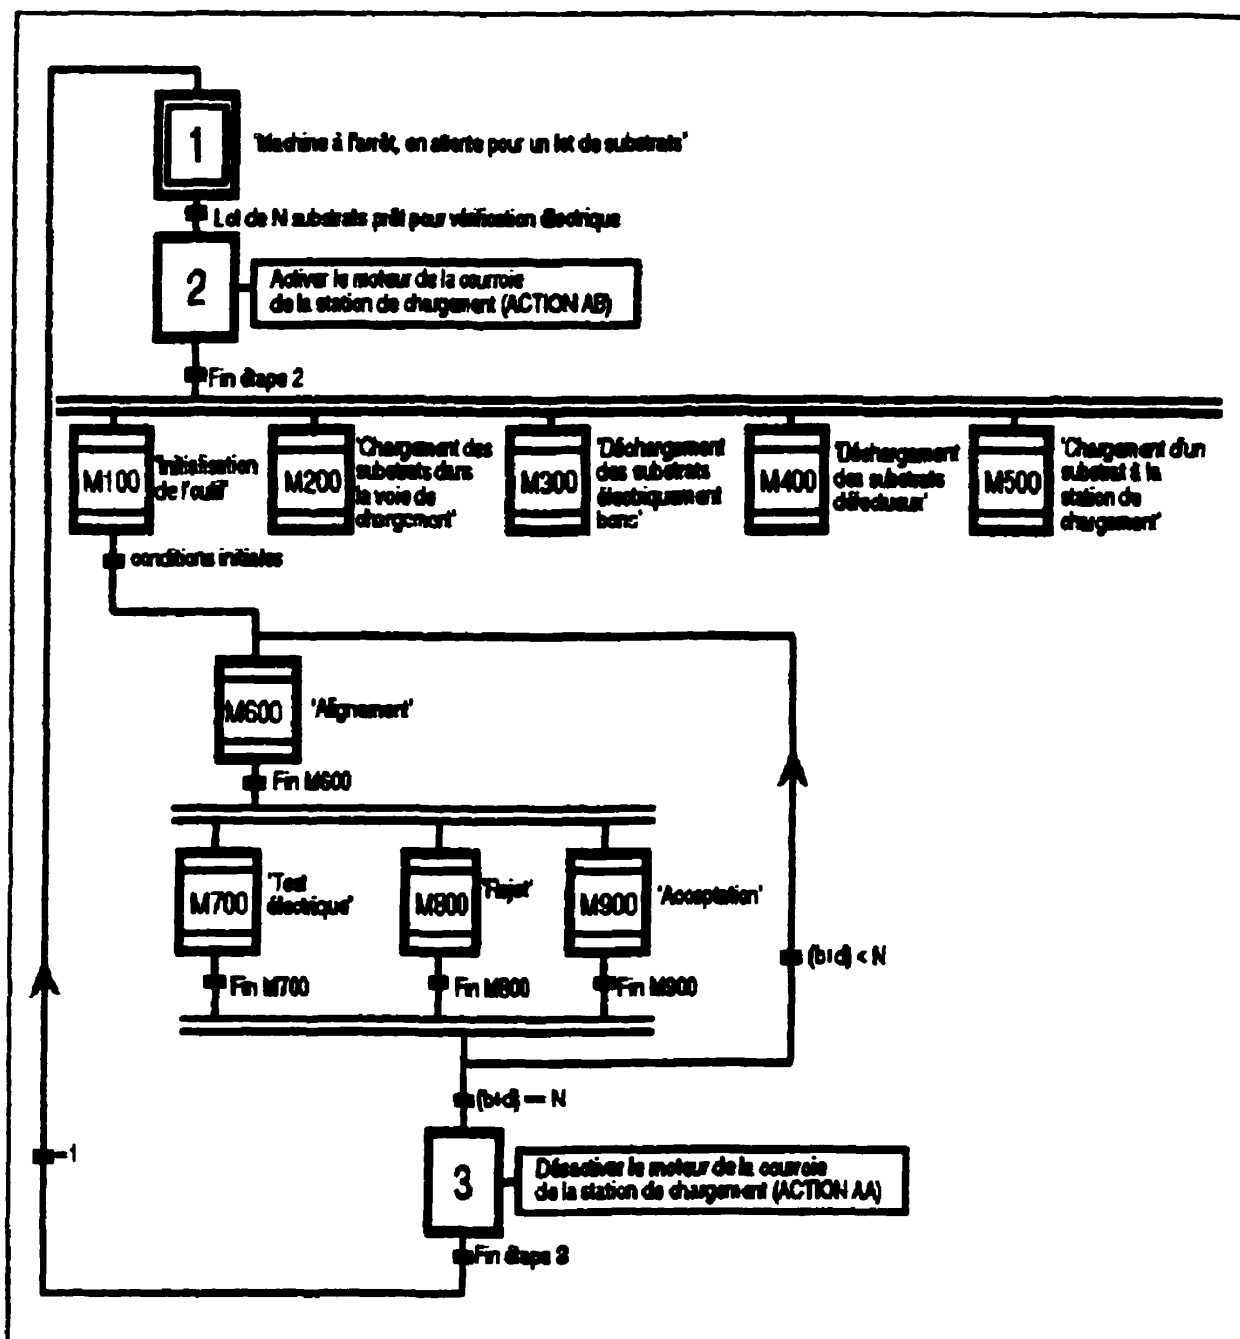 1
'Machine à l'arrêt, en attente pour un lot de substrats'
Lot de N substrats prêt pour vérification électrique
2
Activer le moteur de la courroie
de la station de chargement (ACTION AB)
Fin étape 2
M100
'Initialisation
de l'outil'
M200
'Chargement des
substrats dans
la voie de
chargement'
M300
'Déchargement
des substrats
électriquement
bons'
M400
'Déchargement
des substrats
défectueux'
M500
'Chargement d'un
substrat à la
station de
chargement'
conditions initiales
M600
'Alignement'
Fin M600
M700
'Test
électrique'
M800
'Rejet'
M900
'Acceptation'
Fin M700
Fin M800
Fin M900
(b+d) < N
(b+d) == N
=1
3
Désactiver le moteur de la courroie
de la station de chargement (ACTION AA)
Fin étape 3